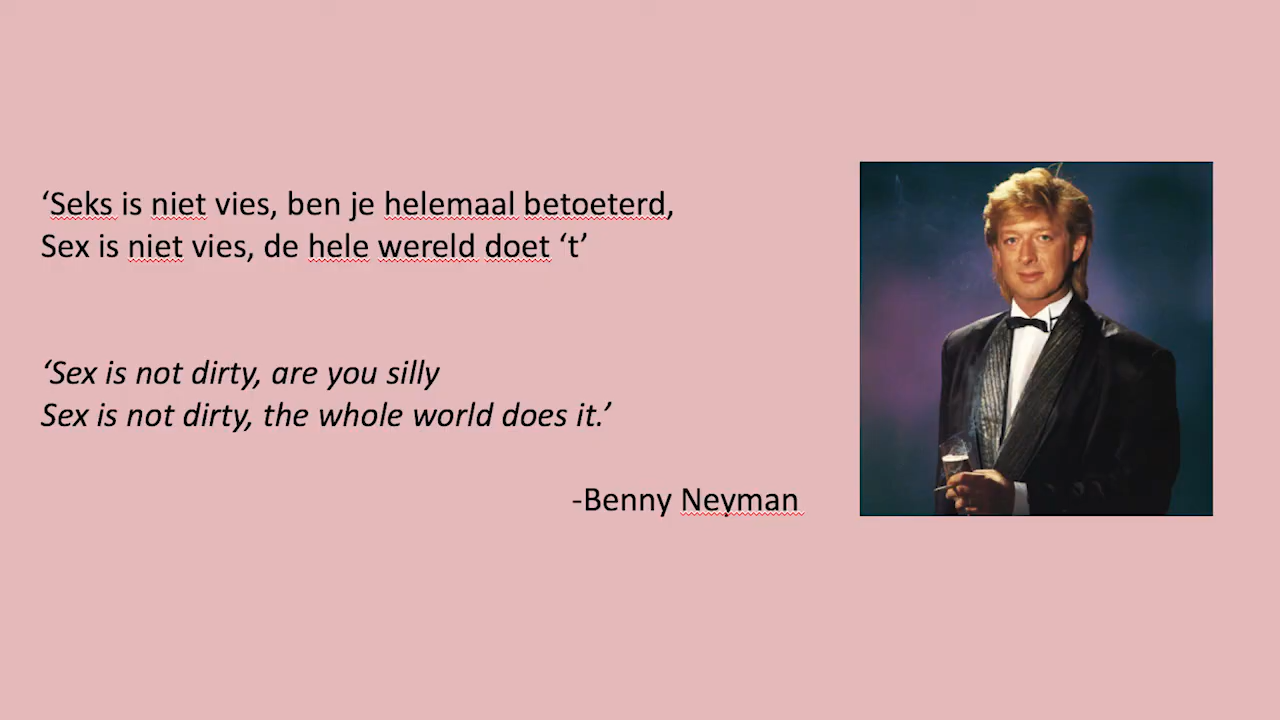 ‘Seks is niet vies, ben je helemaal betoeterd,
Sex is niet vies, de hele wereld doet ‘t’
‘Sex is not dirty, are you silly
Sex is not dirty, the whole world does it.’
-Benny Neyman